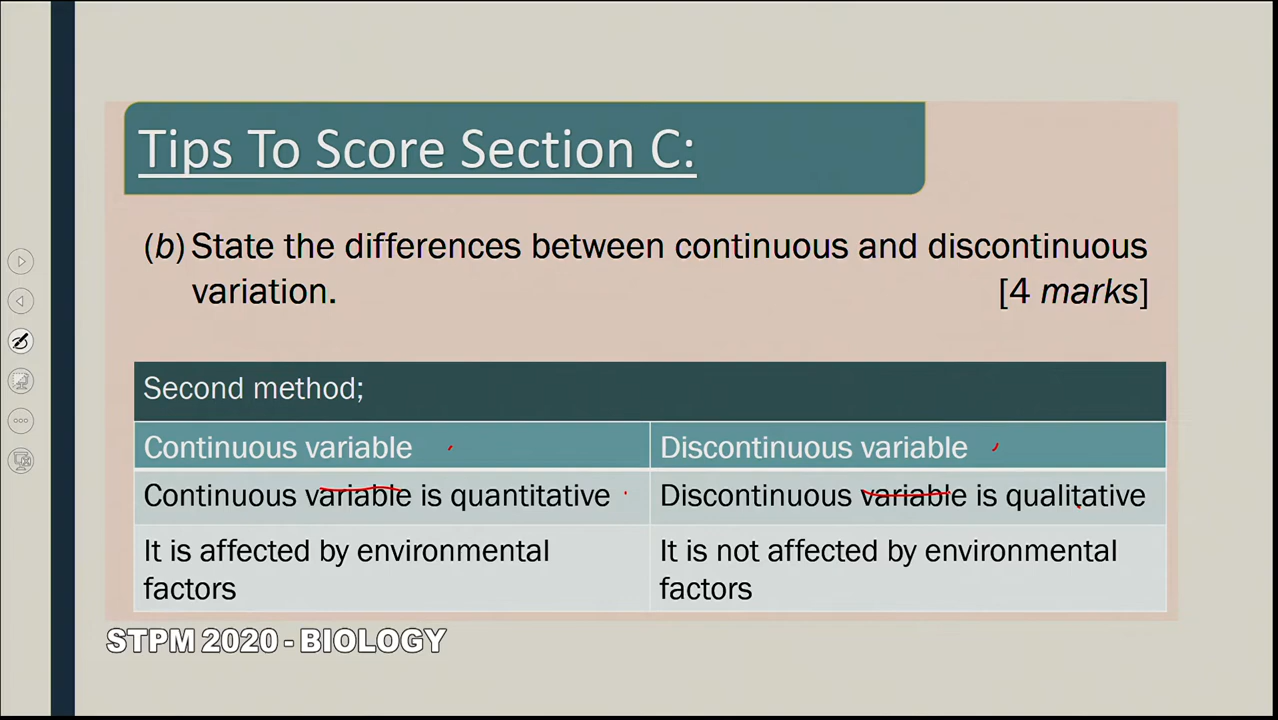 Tips To Score Section C:
(b) State the differences between continuous and discontinuous
variation. [4 marks]
Second method;
Continuous variable
Discontinuous variable
Continuous variable is quantitative
Discontinuous variable is qualitative
It is affected by environmental
factors
It is not affected by environmental
factors
STPM 2020 - BIOLOGY